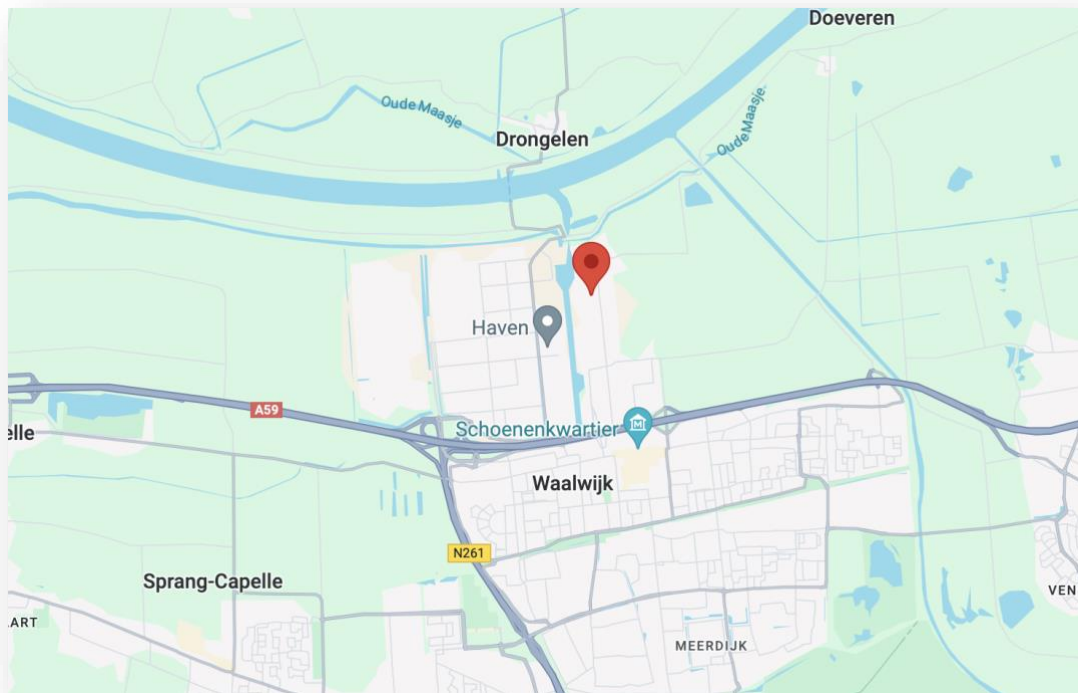 Doeveren
Oude Maasje
Drongelen
Oude Maasje
Haven
A59
Schoenenkwartier
M
elle
Waalwijk
N261
Sprang-Capelle
VEN
ART
MEERDIJK